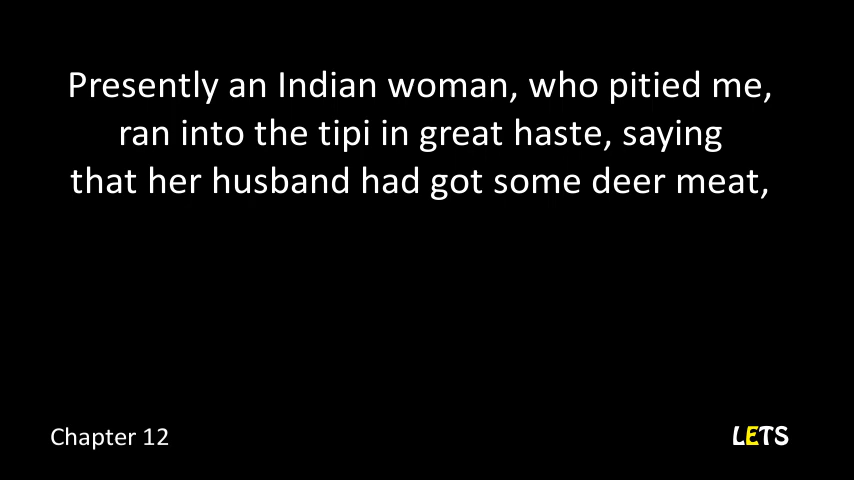 Presently an Indian woman, who pitied me,
ran into the tipi in great haste, saying
that her husband had got some deer meat,
Chapter 12
LETS